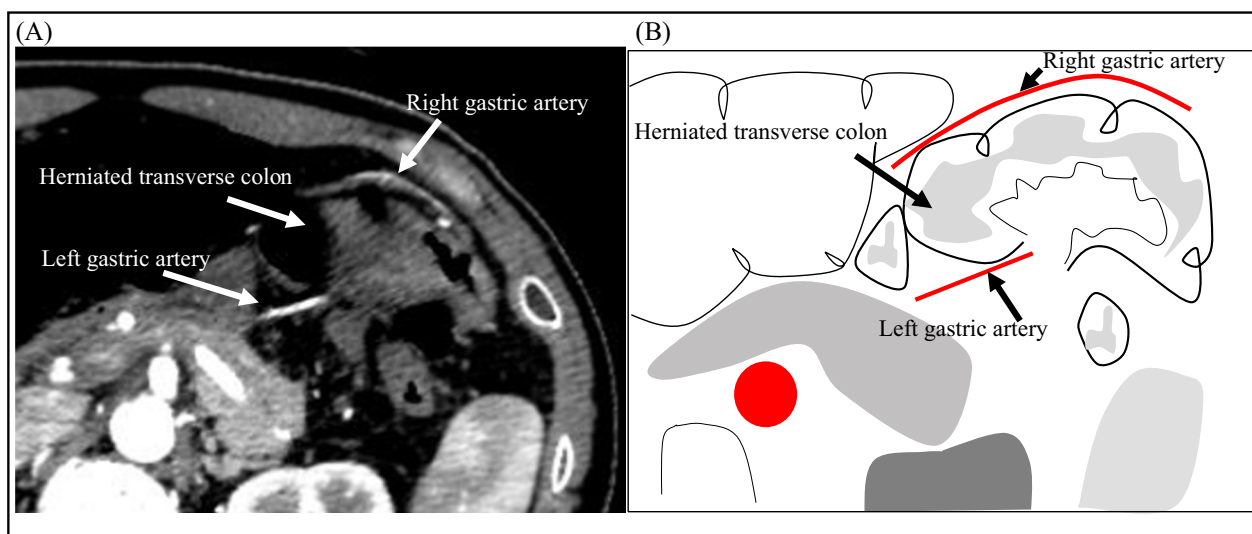 (A)
Right gastric artery
Herniated transverse colon
Left gastric artery
(B)
Right gastric artery
Herniated transverse colon
Left gastric artery